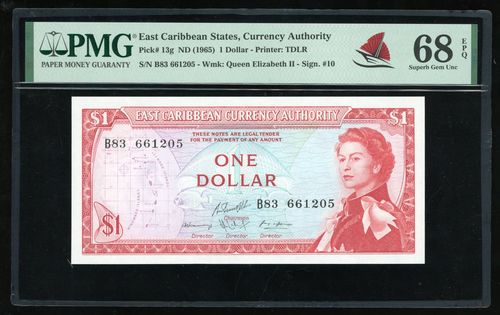 PMG
PAPER MONEY GUARANTY
East Caribbean States, Currency Authority
Pick# 13g ND (1965) 1 Dollar - Printer: TDLR
S/N B83 661205 - Wmk: Queen Elizabeth II - Sign. #10
68 EPQ
Superb Gem Unc
$1 EAST CARIBBEAN CURRENCY AUTHORITY $1
THESE NOTES ARE LEGAL TENDER
FOR THE PAYMENT OF ANY AMOUNT.
B83 661205
ONE
DOLLAR
B83 661205
Chairman
$1
Director Director Director